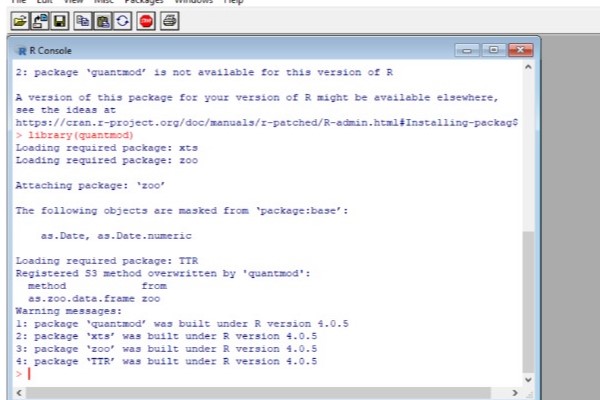 File Edit View Misc Packages Windows Help
R Console
2: package ‘quantmod’ is not available for this version of R
A version of this package for your version of R might be available elsewhere,
see the ideas at
https://cran.r-project.org/doc/manuals/r-patched/R-admin.html#Installing-packag$
> library(quantmod)
Loading required package: xts
Loading required package: zoo
Attaching package: ‘zoo’
The following objects are masked from ‘package:base’:
as.Date, as.Date.numeric
Loading required package: TTR
Registered S3 method overwritten by 'quantmod':
method from
as.zoo.data.frame zoo
Warning messages:
1: package ‘quantmod’ was built under R version 4.0.5
2: package ‘xts’ was built under R version 4.0.5
3: package ‘zoo’ was built under R version 4.0.5
4: package ‘TTR’ was built under R version 4.0.5
>